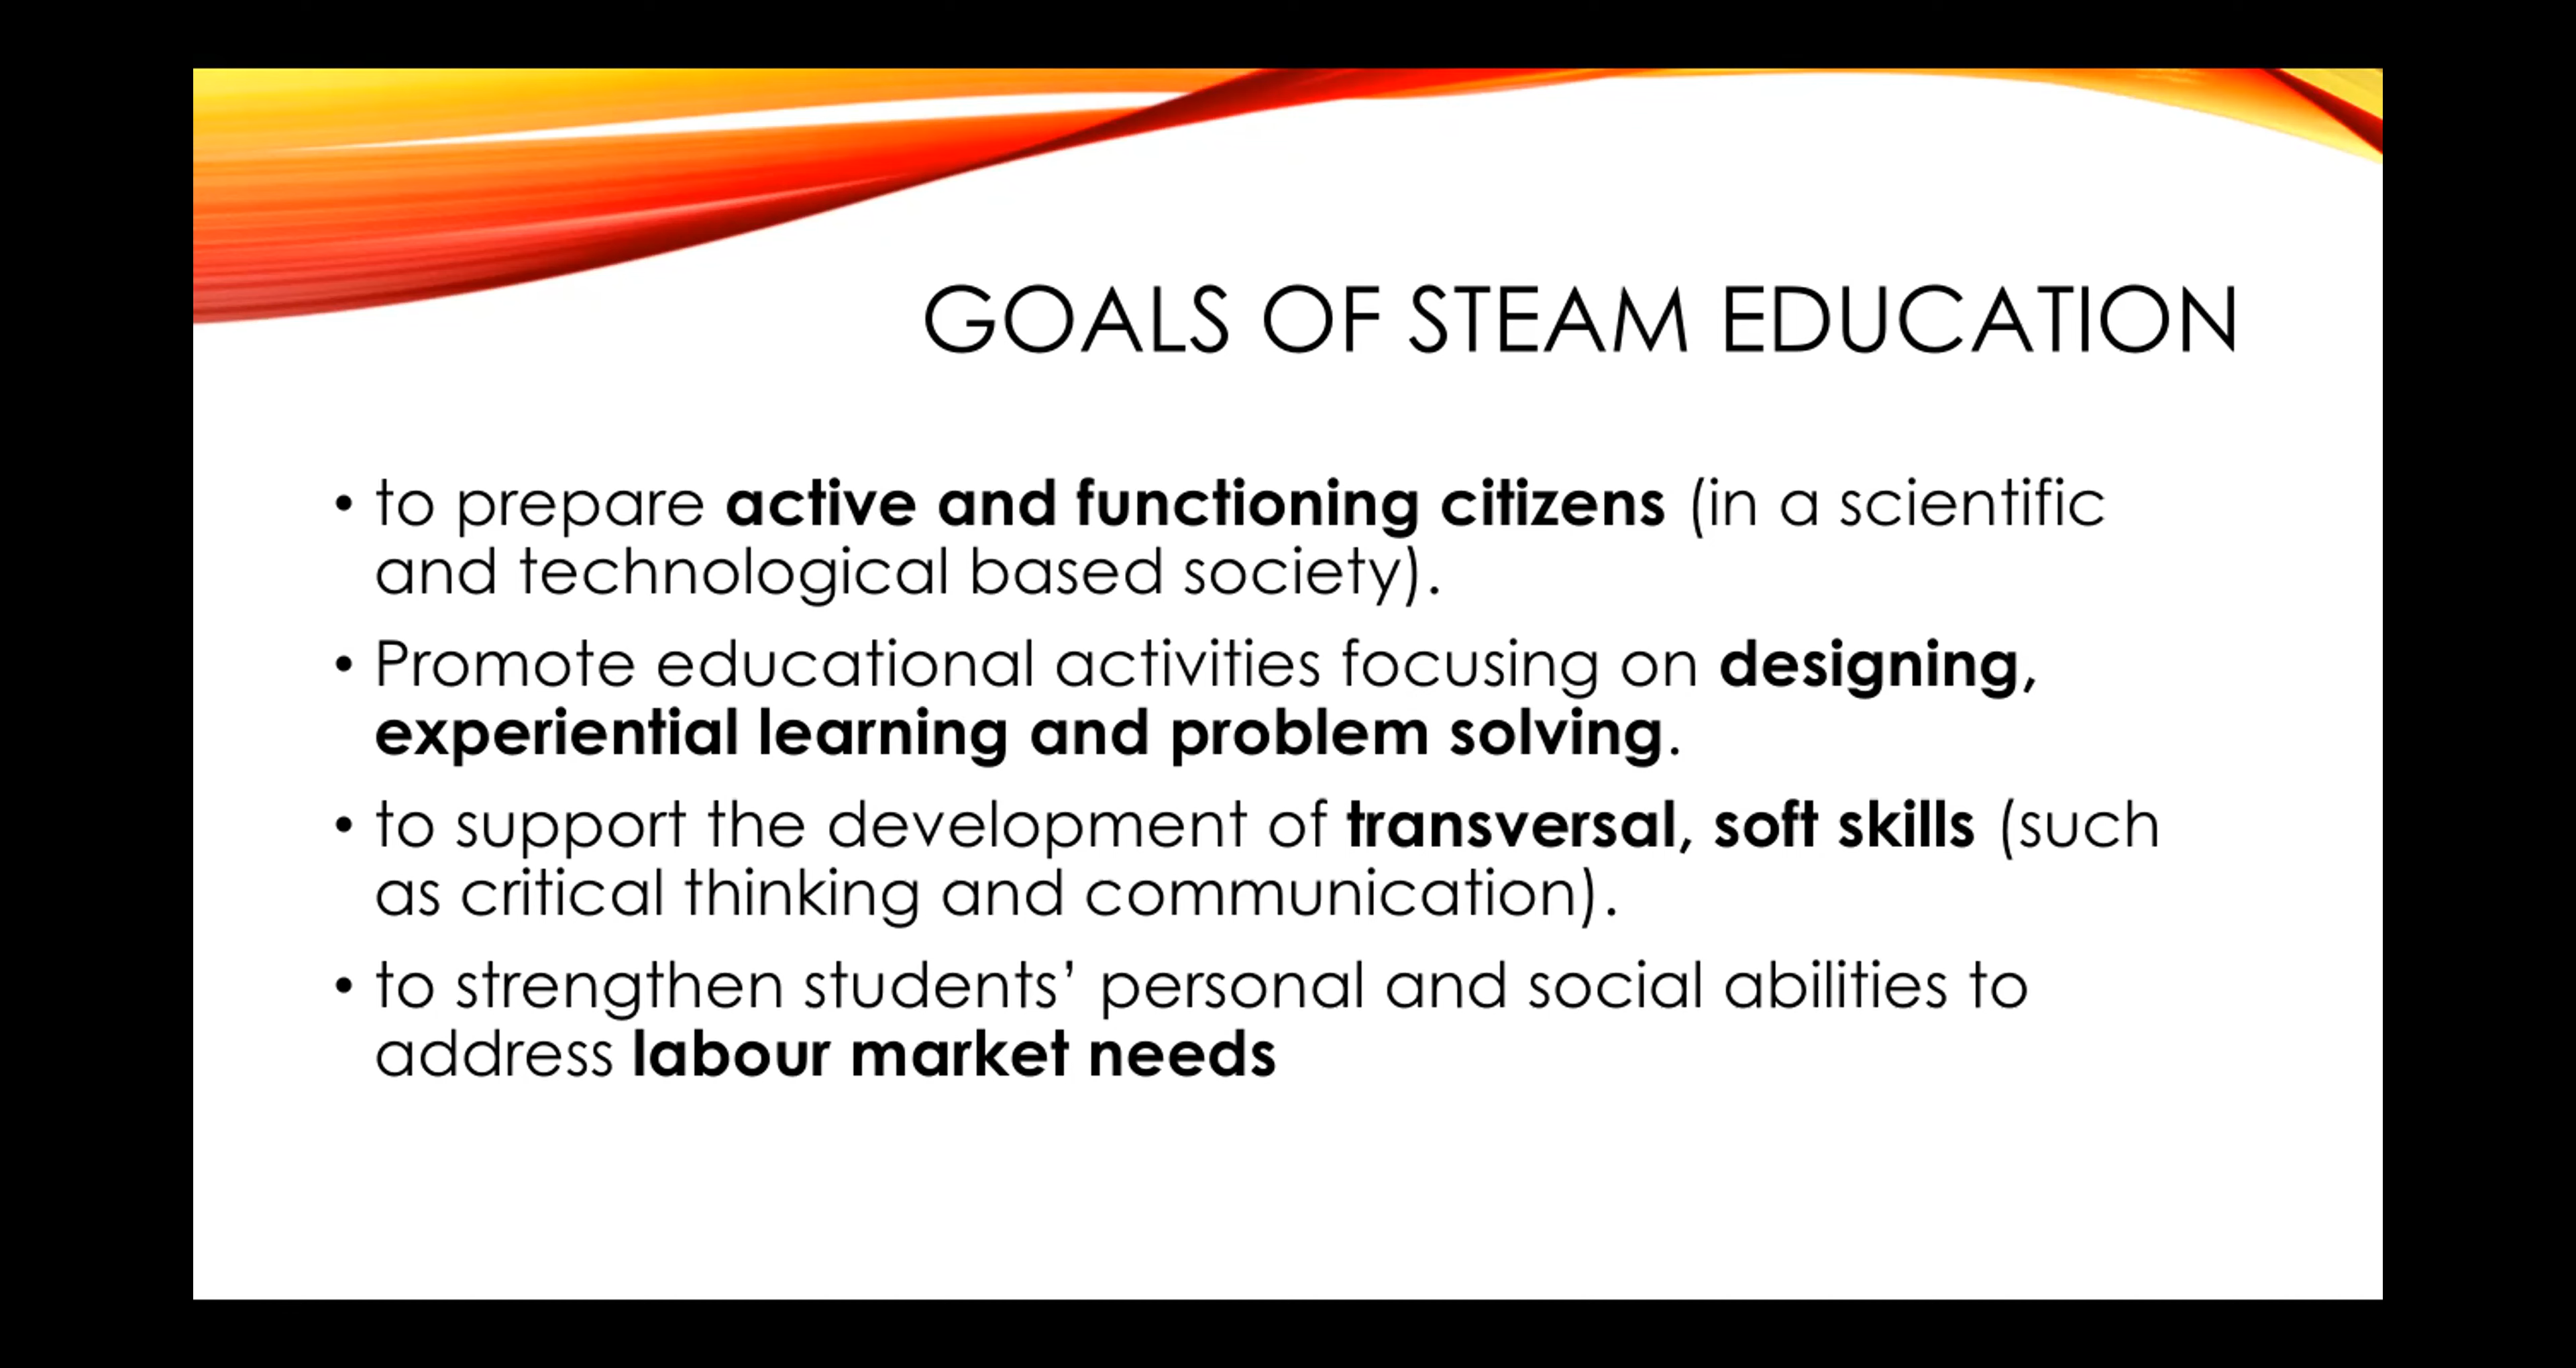 GOALS OF STEAM EDUCATION
• to prepare active and functioning citizens (in a scientific
and technological based society).
• Promote educational activities focusing on designing,
experiential learning and problem solving.
• to support the development of transversal, soft skills (such
as critical thinking and communication).
• to strengthen students’ personal and social abilities to
address labour market needs